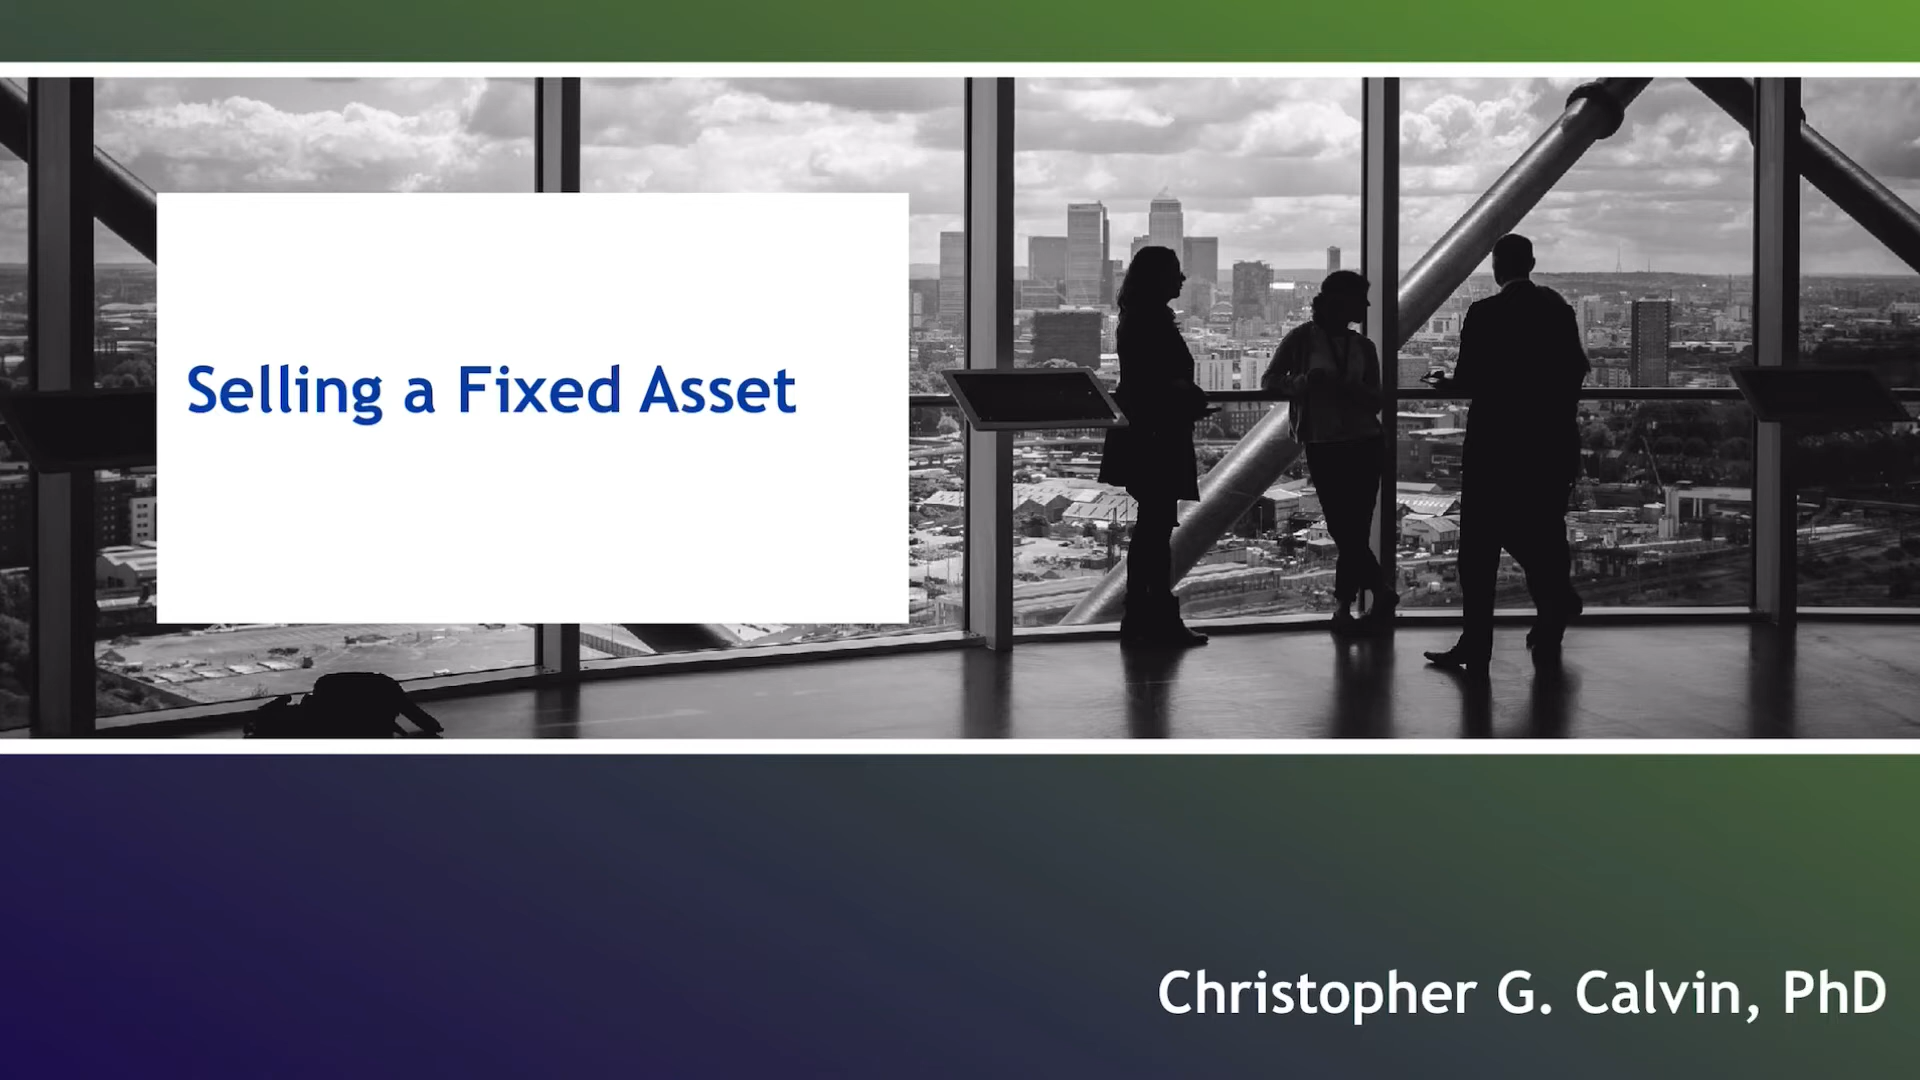 Selling a Fixed Asset
Christopher G. Calvin, PhD